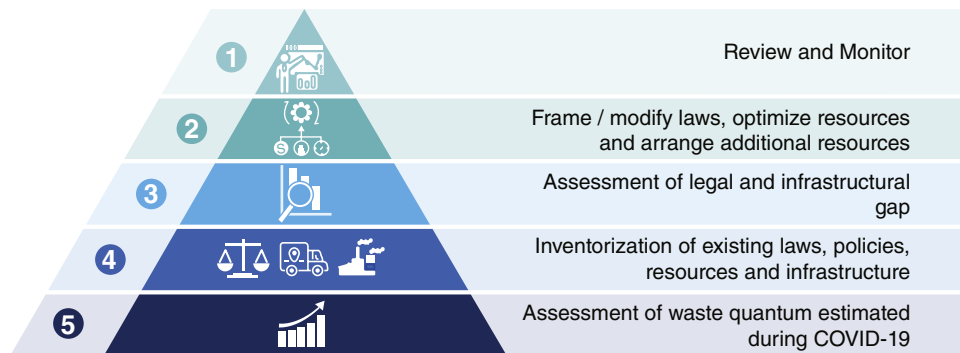 1
Review and Monitor
2
Frame / modify laws, optimize resources
and arrange additional resources
3
Assessment of legal and infrastructural
gap
4
Inventorization of existing laws, policies,
resources and infrastructure
5
Assessment of waste quantum estimated
during COVID-19